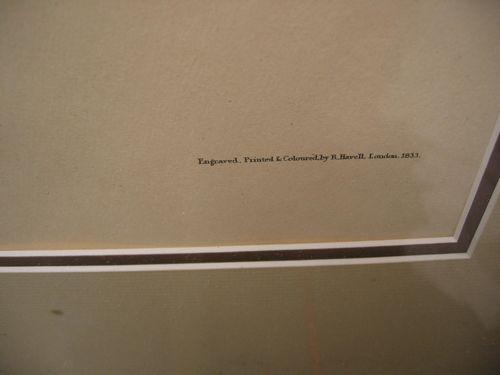 Engraved, Printed & Coloured, by R. Havell, London, 1833.